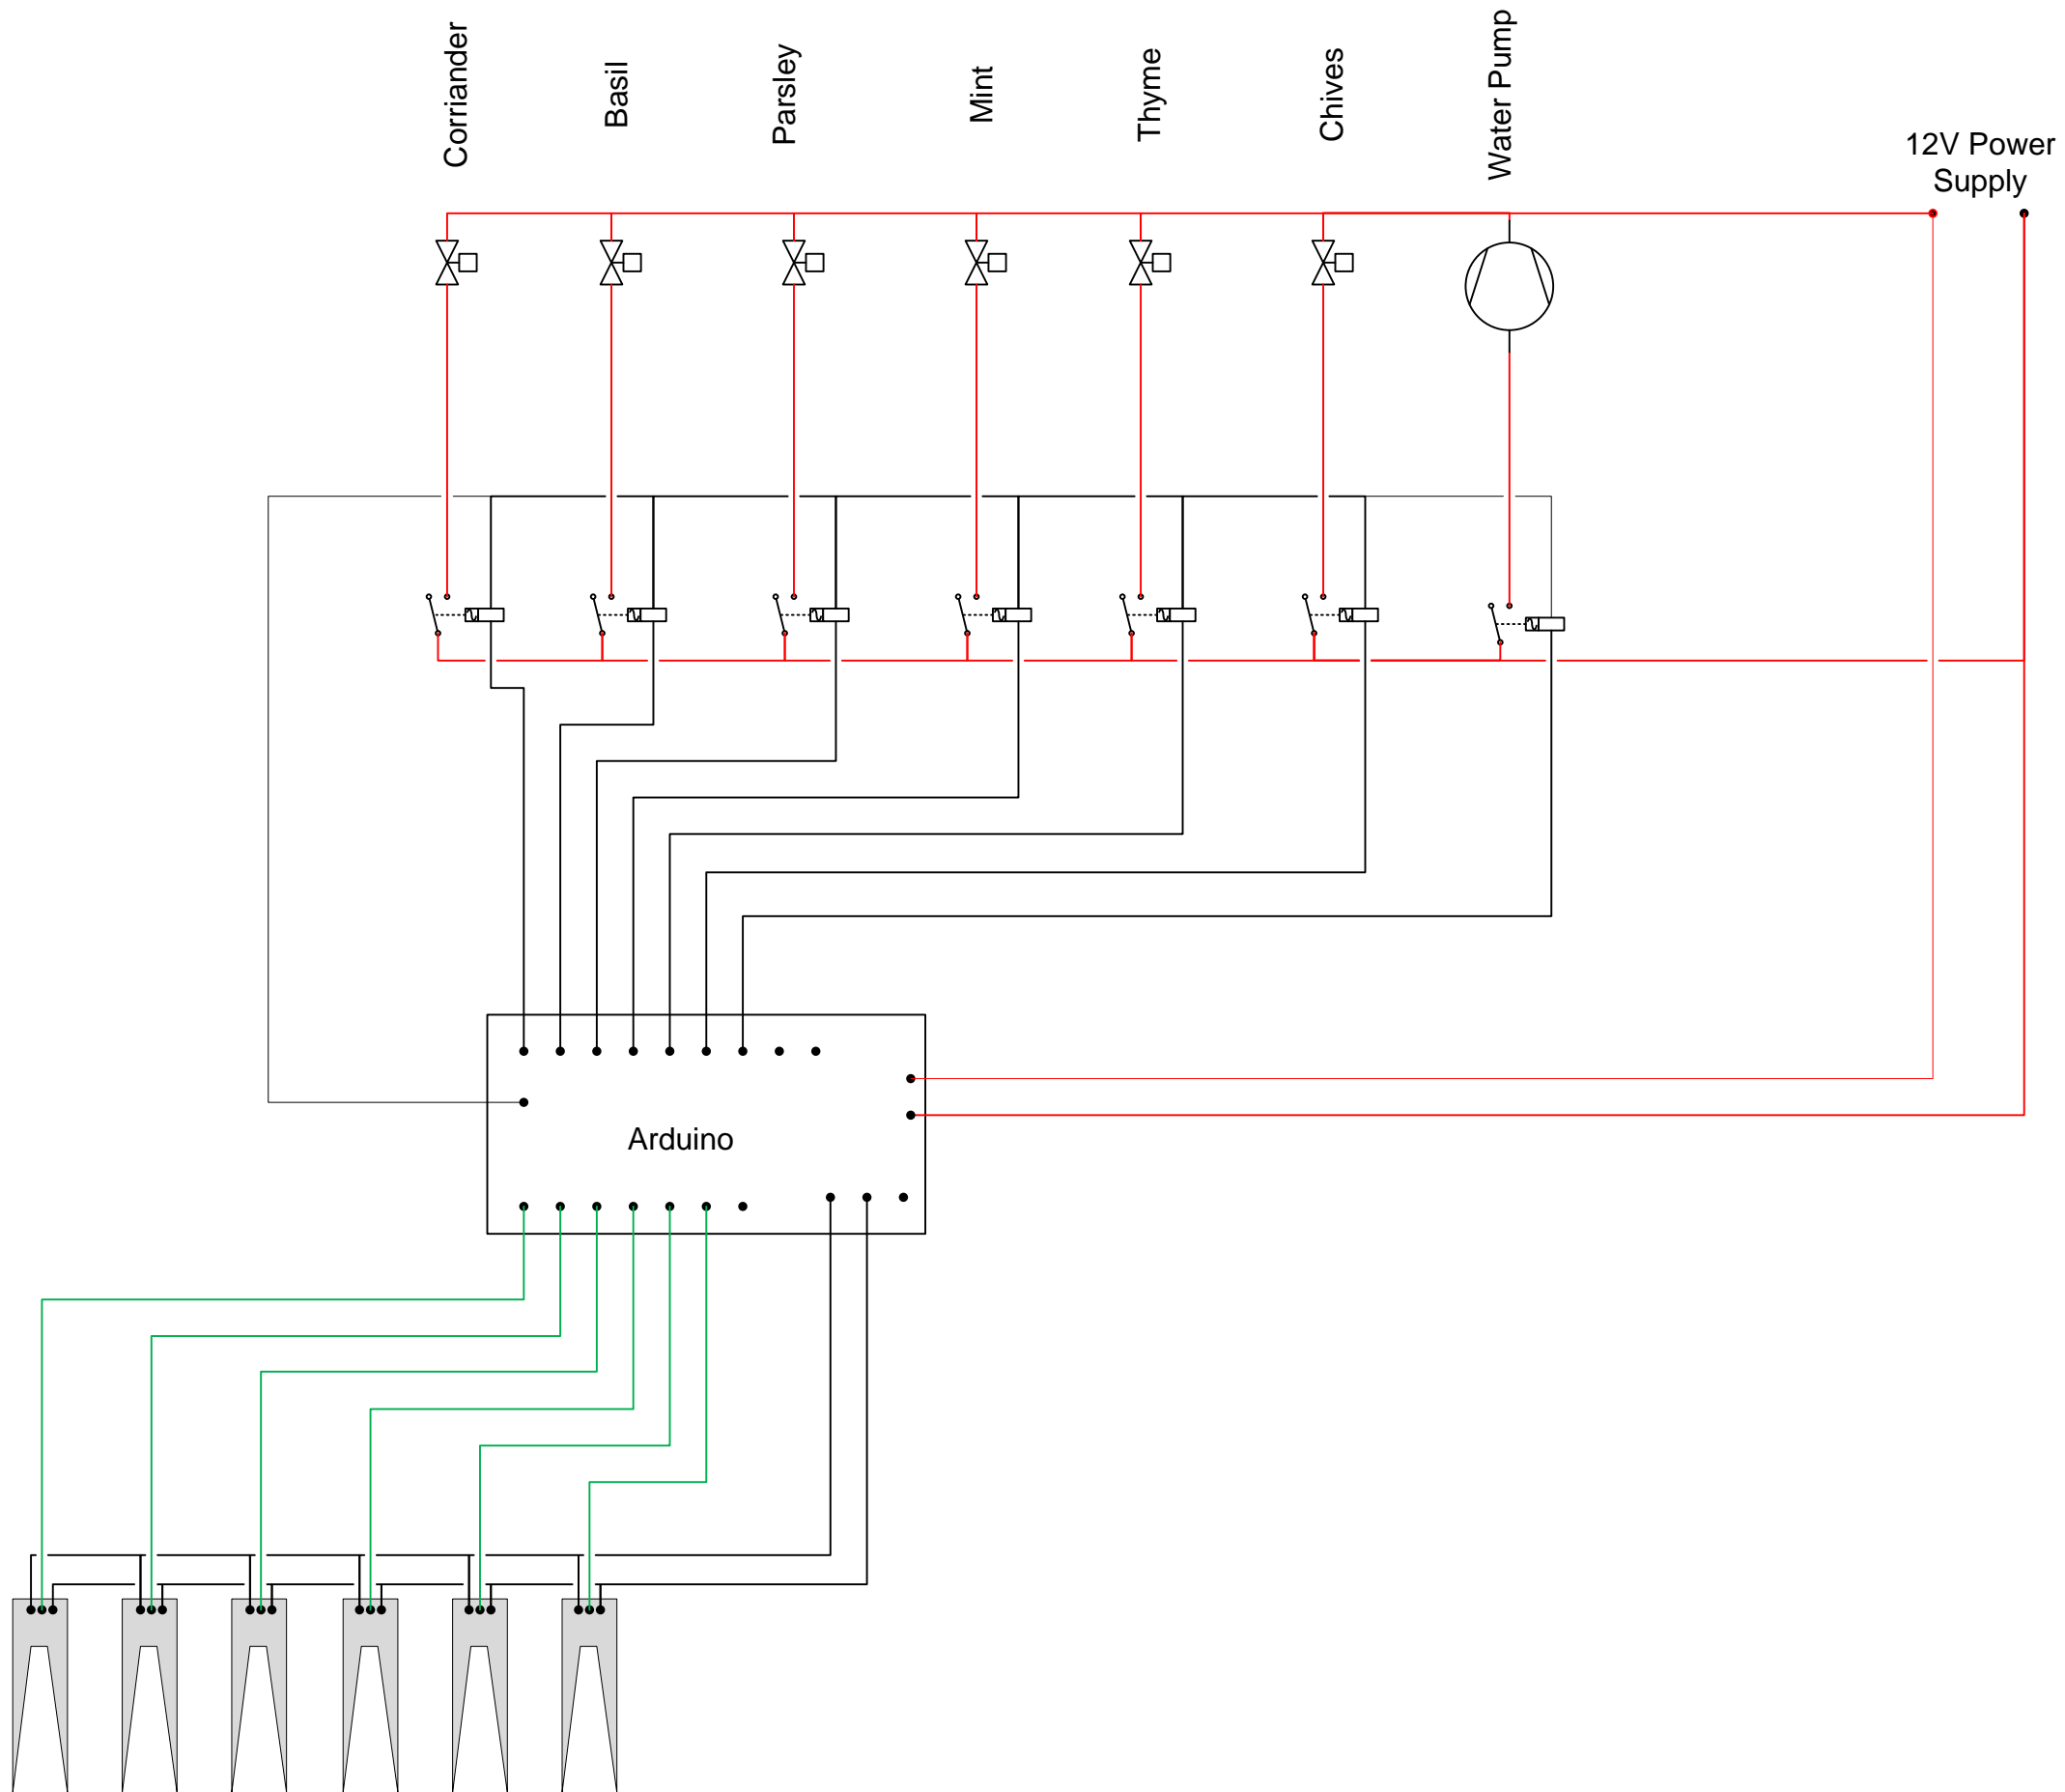 Corriander
Basil
Parsley
Mint
Thyme
Chives
Water Pump
12V Power
Supply
Arduino